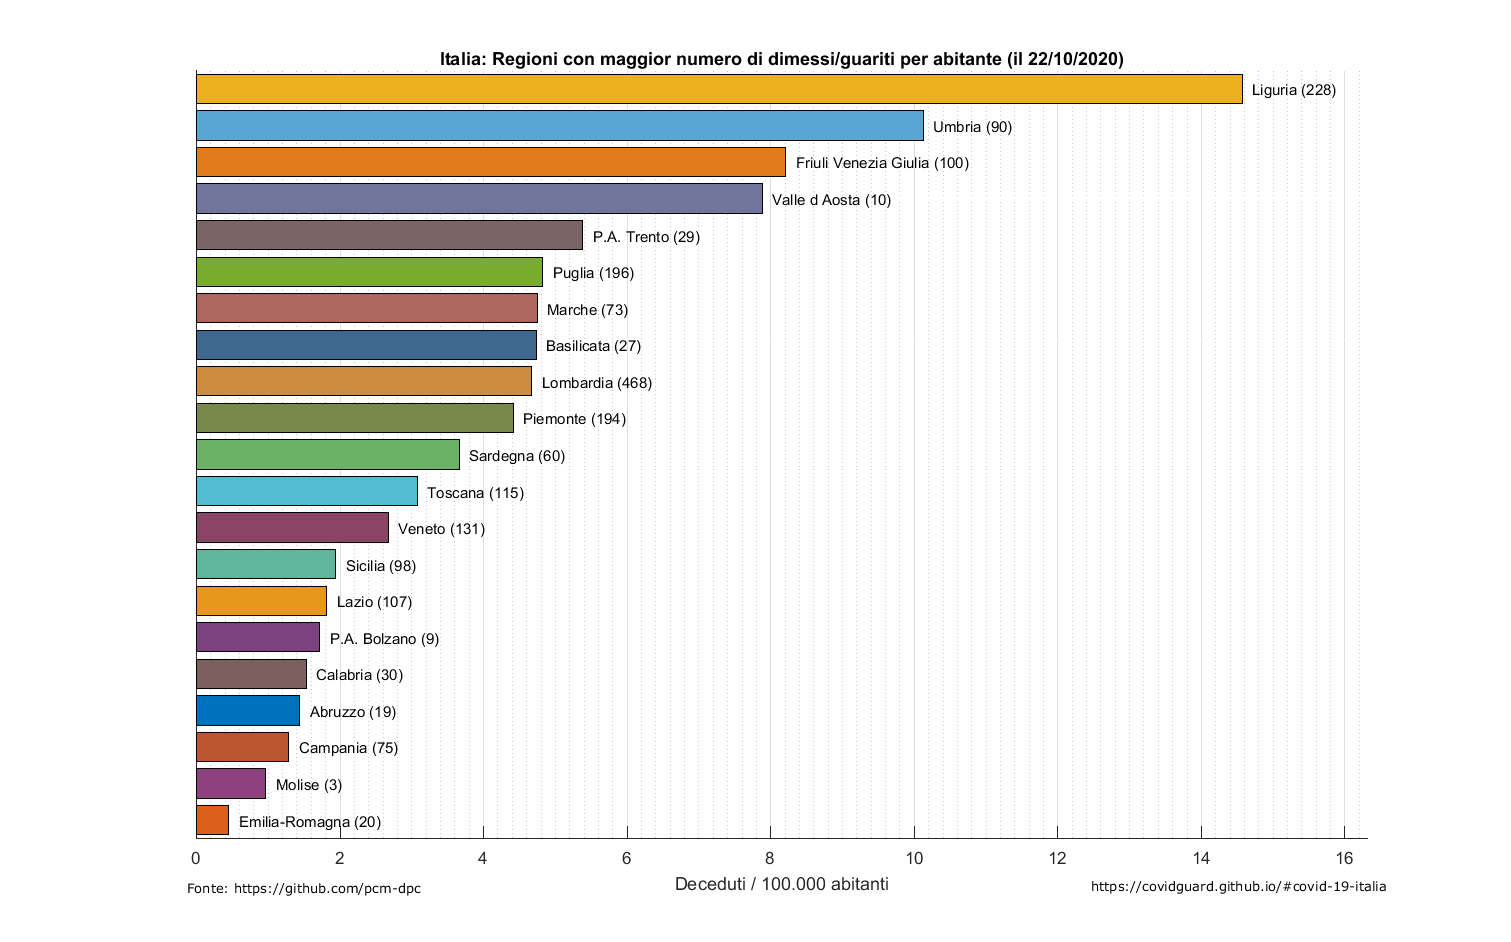 Italia: Regioni con maggior numero di dimessi/guariti per abitante (il 22/10/2020)
Liguria (228)
Umbria (90)
Friuli Venezia Giulia (100)
Valle d Aosta (10)
P.A. Trento (29)
Puglia (196)
Marche (73)
Basilicata (27)
Lombardia (468)
Piemonte (194)
Sardegna (60)
Toscana (115)
Veneto (131)
Sicilia (98)
Lazio (107)
P.A. Bolzano (9)
Calabria (30)
Abruzzo (19)
Campania (75)
Molise (3)
Emilia-Romagna (20)
0 2 4 6 8 10 12 14 16
Deceduti / 100.000 abitanti
Fonte: https://github.com/pcm-dpc
https://covidguard.github.io/#covid-19-italia